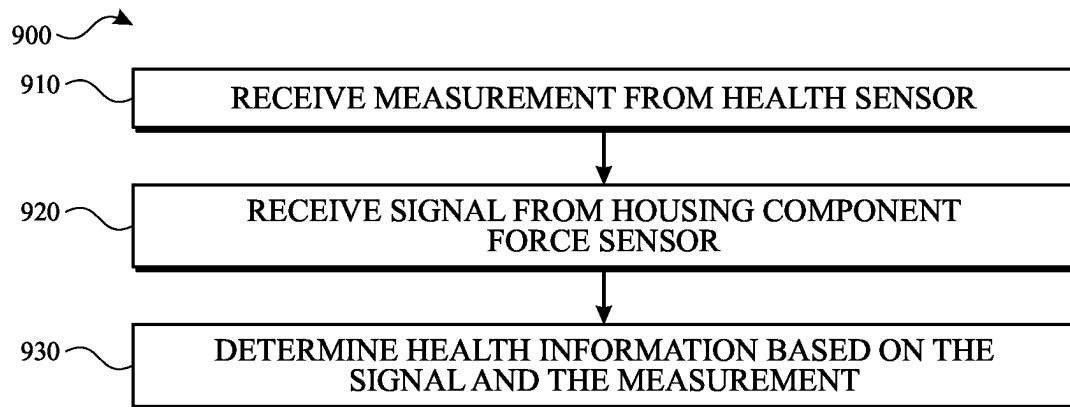 900
910
RECEIVE MEASUREMENT FROM HEALTH SENSOR
920
RECEIVE SIGNAL FROM HOUSING COMPONENT
FORCE SENSOR
930
DETERMINE HEALTH INFORMATION BASED ON THE
SIGNAL AND THE MEASUREMENT